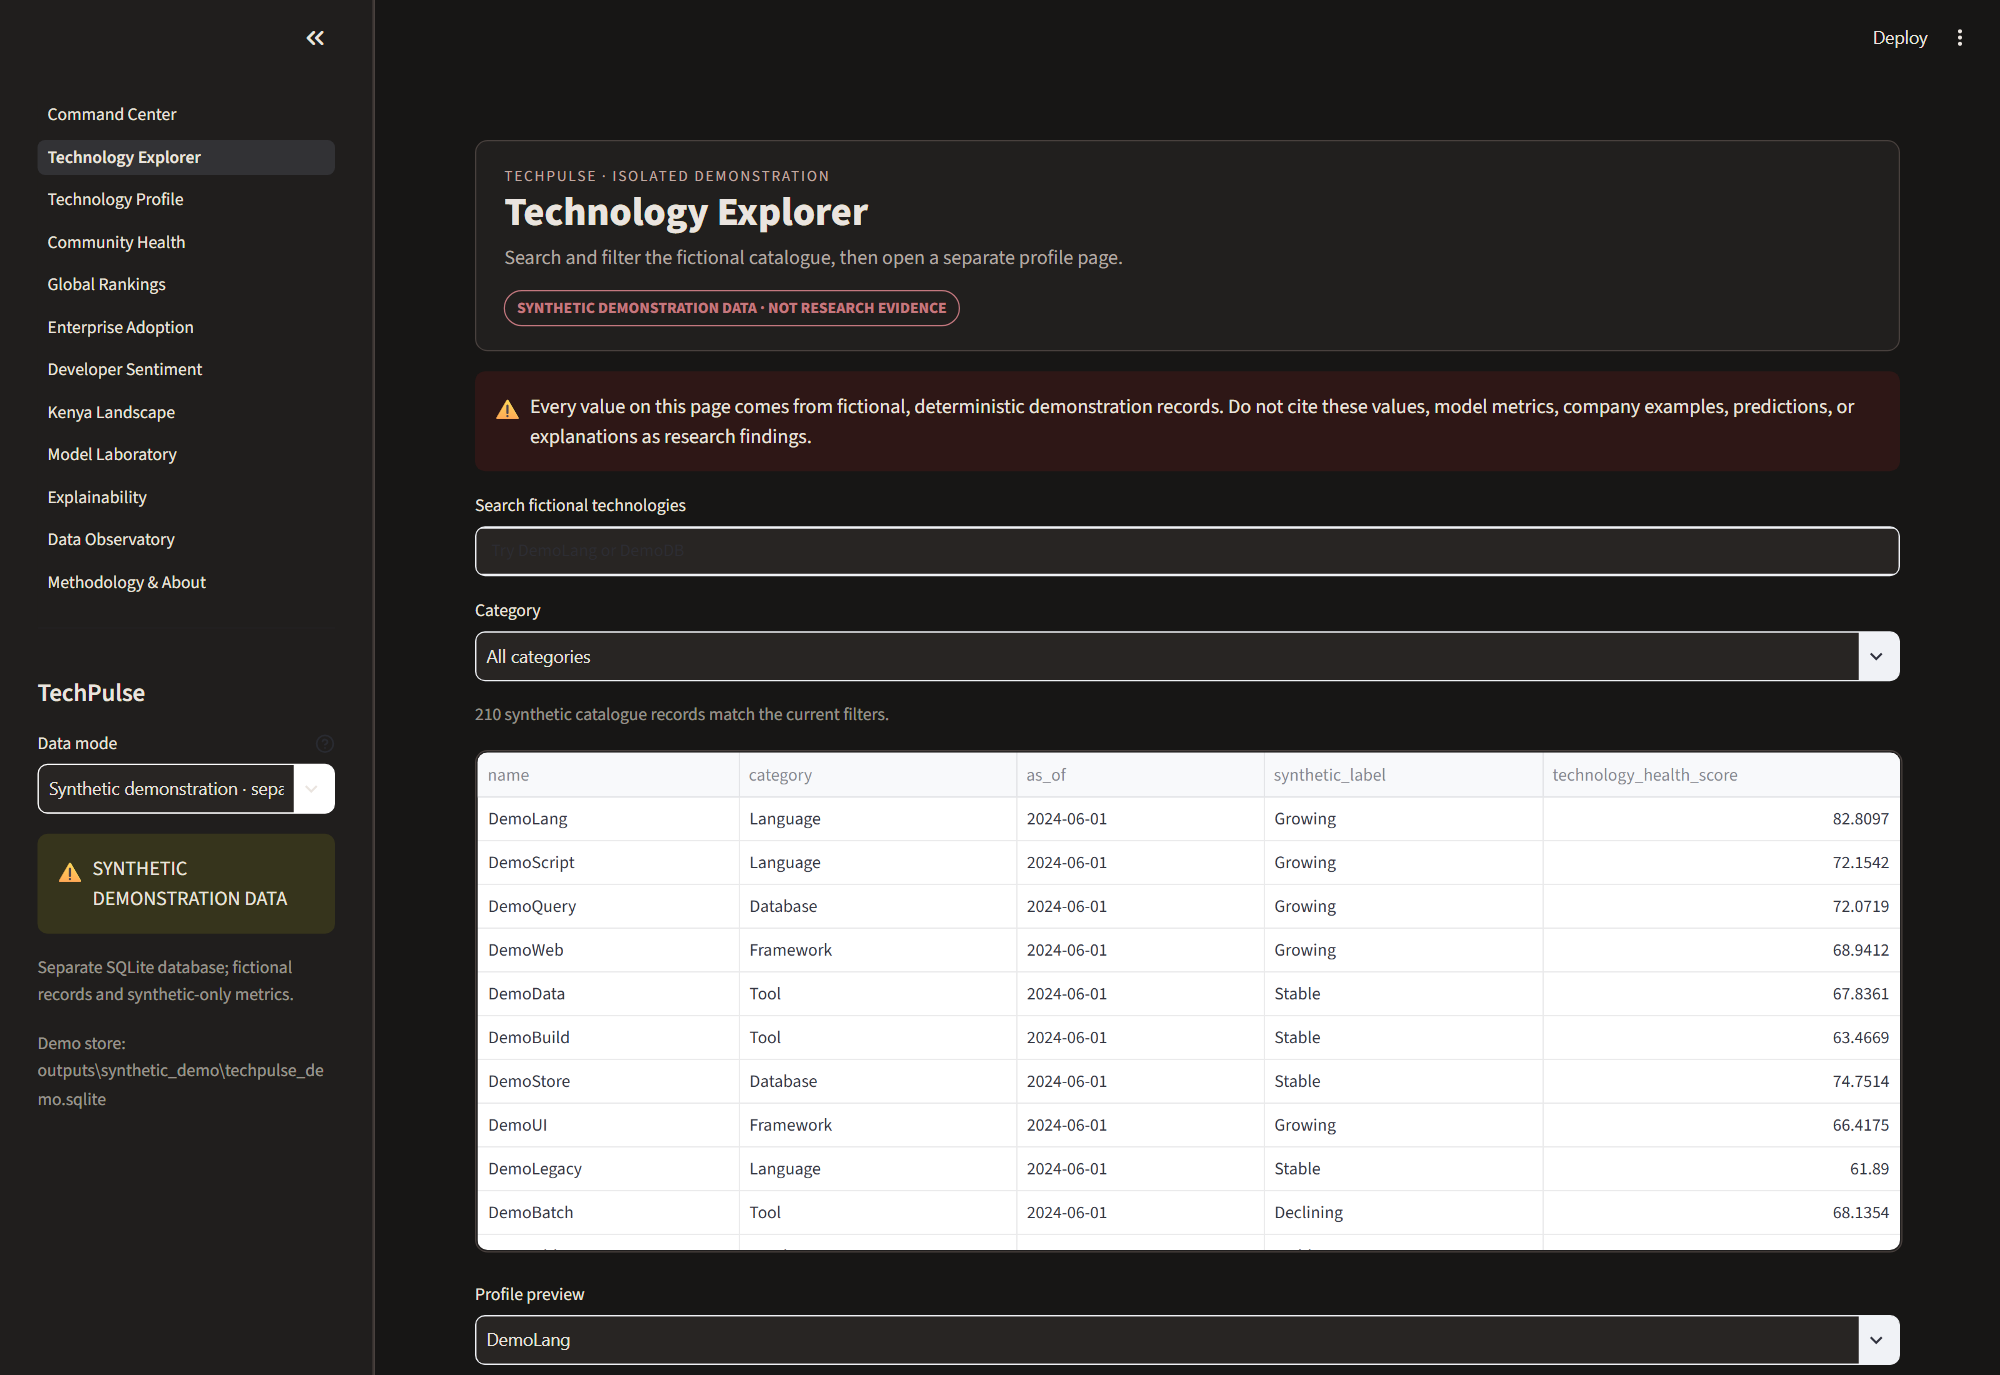 Deploy
Command Center
Technology Explorer
Technology Profile
Community Health
Global Rankings
Enterprise Adoption
Developer Sentiment
Kenya Landscape
Model Laboratory
Explainability
Data Observatory
Methodology & About
TechPulse
Data mode
Synthetic demonstration · sepa
SYNTHETIC
DEMONSTRATION DATA
Separate SQLite database; fictional
records and synthetic-only metrics.
Demo store:
outputs\synthetic_demo\techpulse_de
mo.sqlite
TECHPULSE · ISOLATED DEMONSTRATION
Technology Explorer
Search and filter the fictional catalogue, then open a separate profile page.
SYNTHETIC DEMONSTRATION DATA · NOT RESEARCH EVIDENCE
Every value on this page comes from fictional, deterministic demonstration records. Do not cite these values, model metrics, company examples, predictions, or
explanations as research findings.
Search fictional technologies
Try DemoLang or DemoDB
Category
All categories
210 synthetic catalogue records match the current filters.
name category as_of synthetic_label technology_health_score
DemoLang Language 2024-06-01 Growing 82.8097
DemoScript Language 2024-06-01 Growing 72.1542
DemoQuery Database 2024-06-01 Growing 72.0719
DemoWeb Framework 2024-06-01 Growing 68.9412
DemoData Tool 2024-06-01 Stable 67.8361
DemoBuild Tool 2024-06-01 Stable 63.4669
DemoStore Database 2024-06-01 Stable 74.7514
DemoUI Framework 2024-06-01 Growing 66.4175
DemoLegacy Language 2024-06-01 Stable 61.89
DemoBatch Tool 2024-06-01 Declining 68.1354
Profile preview
DemoLang